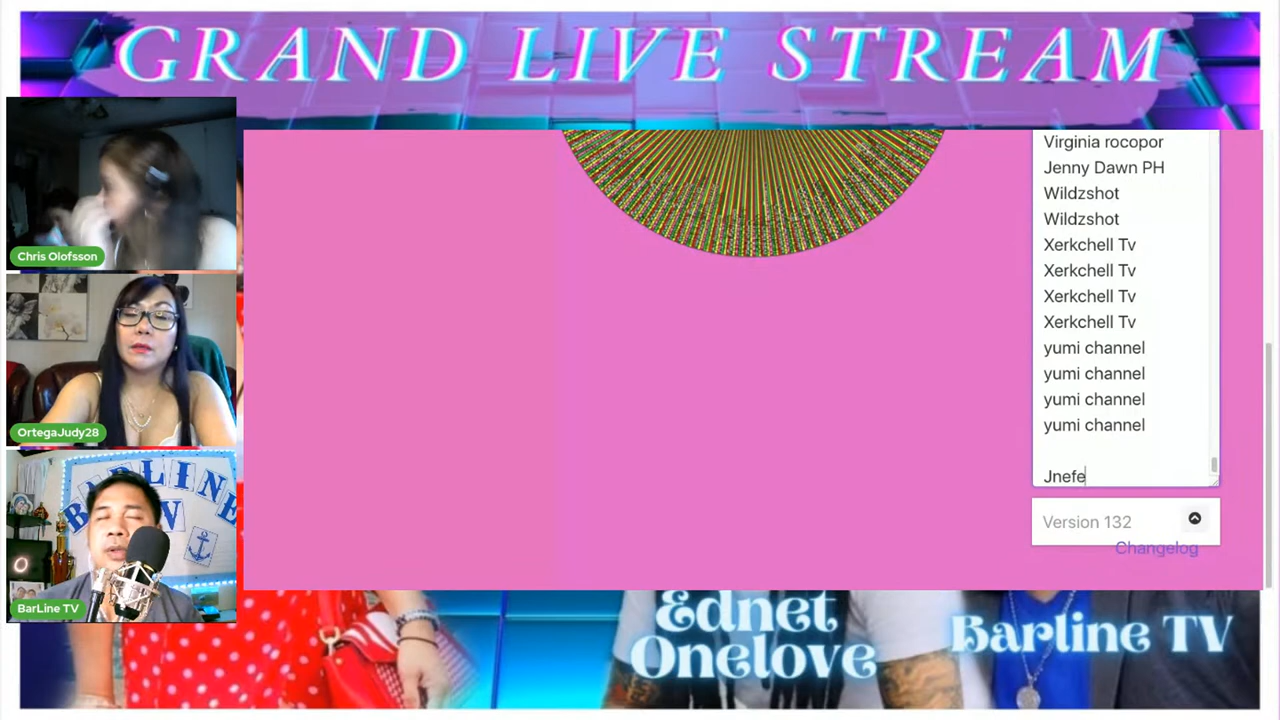 GRAND LIVE STREAM
Virginia rocopor
Jenny Dawn PH
Wildzshot
Wildzshot
Xerkchell Tv
Xerkchell Tv
Xerkchell Tv
Xerkchell Tv
yumi channel
yumi channel
yumi channel
yumi channel
Jnefe
Version 132
Changelog
Chris Olofsson
OrtegaJudy28
BARLINE
BarLine TV
Ednet
Onelove
Barline TV